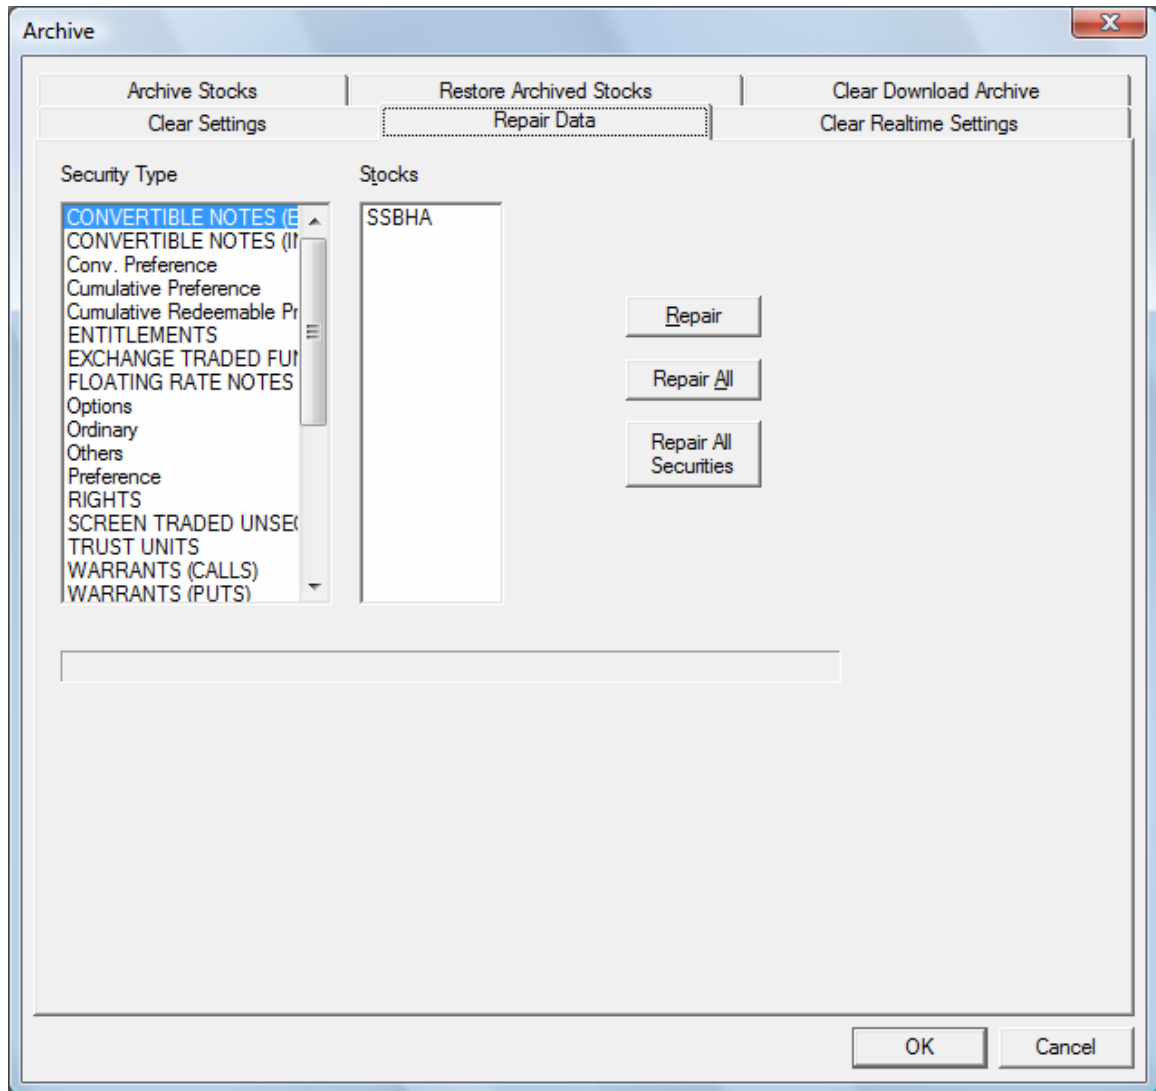 Archive
Archive Stocks
Restore Archived Stocks
Clear Download Archive
Clear Settings
Repair Data
Clear Realtime Settings
Security Type
Stocks
CONVERTIBLE NOTES (E
CONVERTIBLE NOTES (IN
Conv. Preference
Cumulative Preference
Cumulative Redeemable Pr
ENTITLEMENTS
EXCHANGE TRADED FUN
FLOATING RATE NOTES
Options
Ordinary
Others
Preference
RIGHTS
SCREEN TRADED UNSEC
TRUST UNITS
WARRANTS (CALLS)
WARRANTS (PUTS)
SSBHA
Repair
Repair All
Repair All
Securities
OK
Cancel